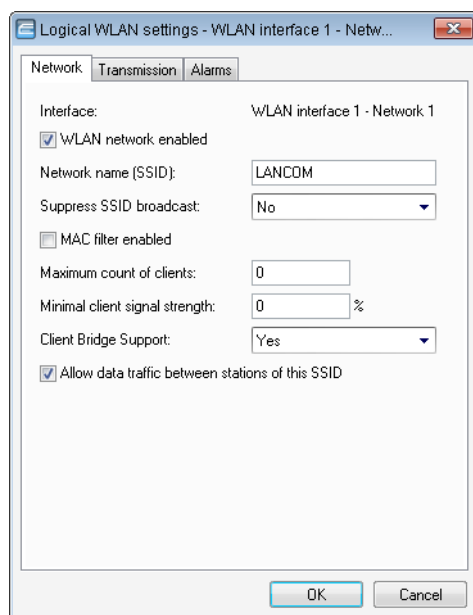 Logical WLAN settings - WLAN interface 1 - Netw...
Network Transmission Alarms
Interface: WLAN interface 1 - Network 1
WLAN network enabled
Network name (SSID): LANCOM
Suppress SSID broadcast: No
MAC filter enabled
Maximum count of clients: 0
Minimal client signal strength: 0 %
Client Bridge Support: Yes
Allow data traffic between stations of this SSID
OK Cancel